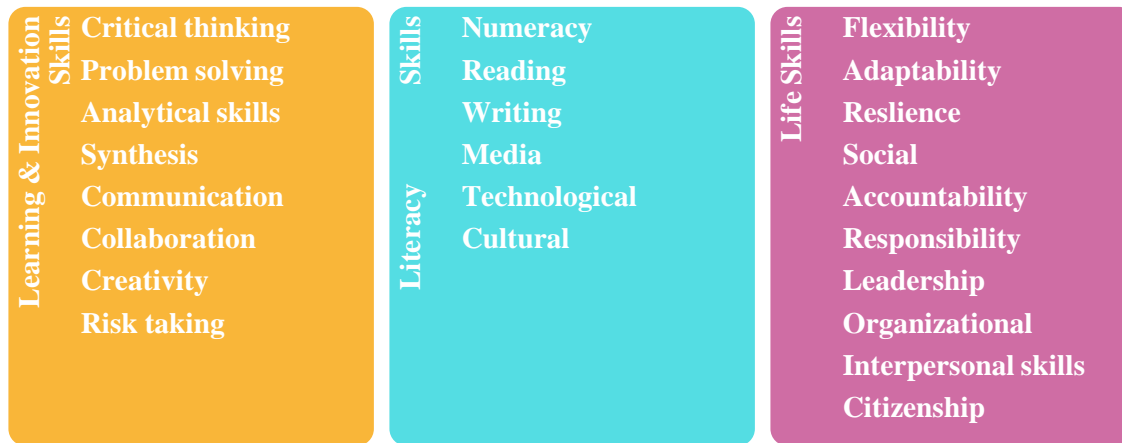 Learning & Innovation
Skills
Critical thinking
Problem solving
Analytical skills
Synthesis
Communication
Collaboration
Creativity
Risk taking
Literacy Skills
Numeracy
Reading
Writing
Media
Technological
Cultural
Life Skills
Flexibility
Adaptability
Reslience
Social
Accountability
Responsibility
Leadership
Organizational
Interpersonal skills
Citizenship